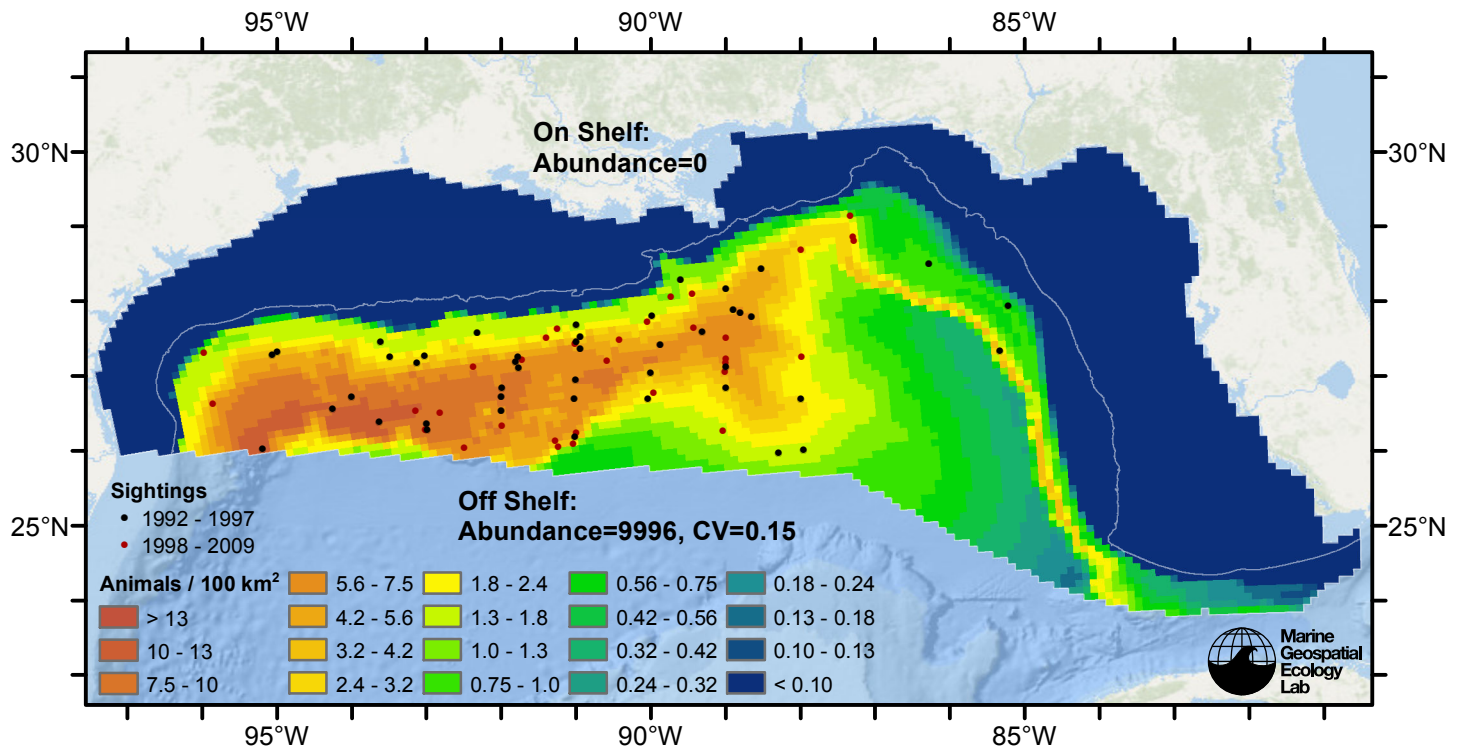 95°W 90°W 85°W
On Shelf:
Abundance=0
30°N 30°N
Sightings
1992 - 1997
1998 - 2009
Off Shelf:
Abundance=9996, CV=0.15
25°N 25°N
Animals / 100 km²
> 13
10 - 13
7.5 - 10
5.6 - 7.5
4.2 - 5.6
3.2 - 4.2
2.4 - 3.2
1.8 - 2.4
1.3 - 1.8
1.0 - 1.3
0.75 - 1.0
0.56 - 0.75
0.42 - 0.56
0.32 - 0.42
0.24 - 0.32
0.18 - 0.24
0.13 - 0.18
0.10 - 0.13
< 0.10
Marine
Geospatial
Ecology
Lab
95°W 90°W 85°W